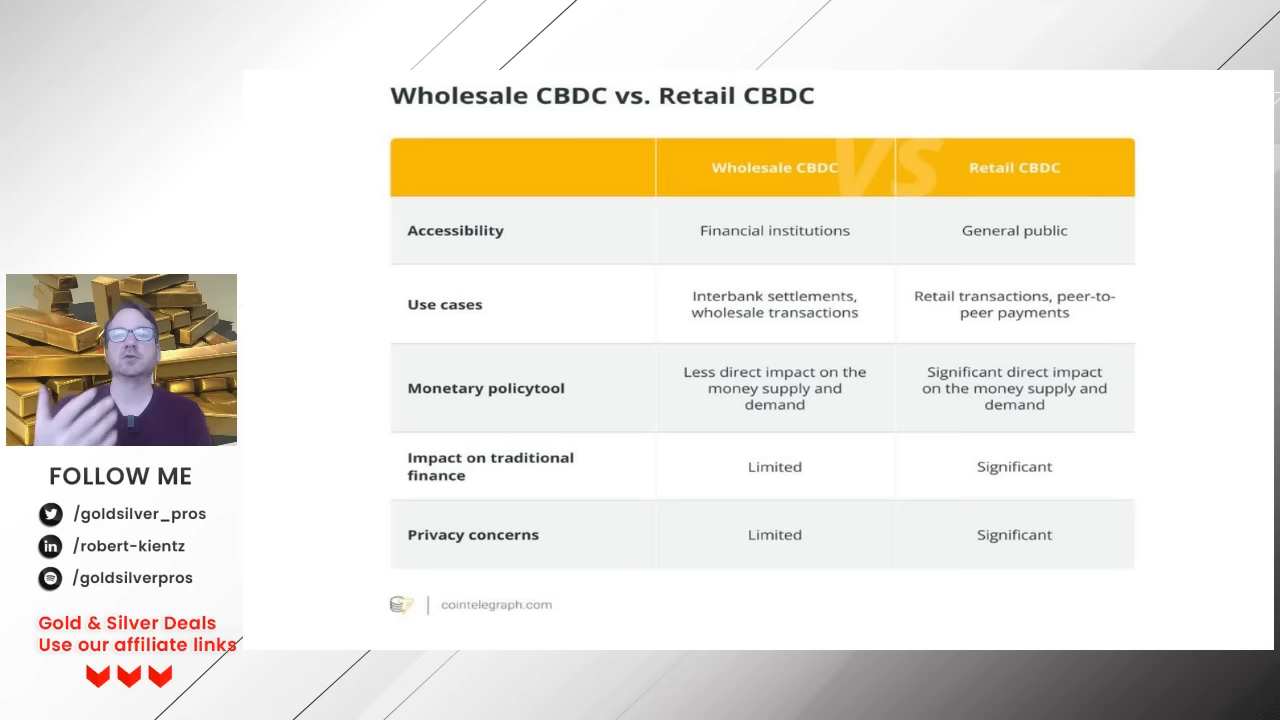 Wholesale CBDC vs. Retail CBDC
VS
Wholesale CBDC
Retail CBDC
Accessibility
Financial institutions
General public
Use cases
Interbank settlements,
wholesale transactions
Retail transactions, peer-to-
peer payments
Monetary policytool
Less direct impact on the
money supply and
demand
Significant direct impact
on the money supply and
demand
Impact on traditional
finance
Limited
Significant
Privacy concerns
Limited
Significant
cointelegraph.com
FOLLOW ME
/goldsilver_pros
in
/robert-kientz
/goldsilverpros
Gold & Silver Deals
Use our affiliate links